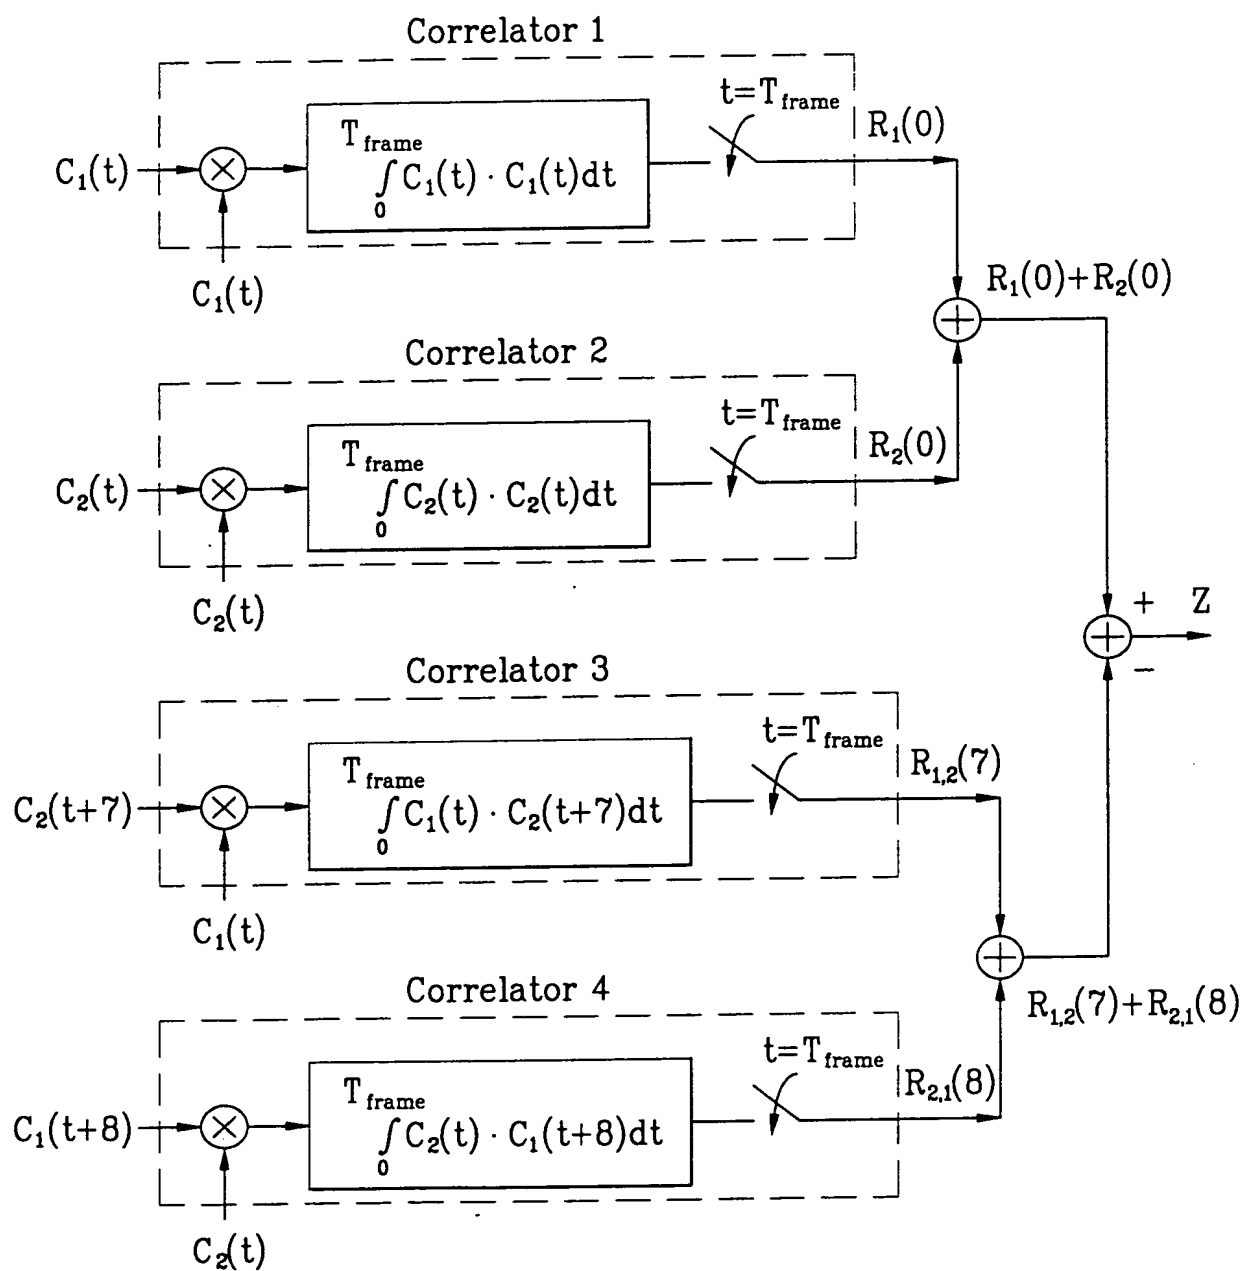 Correlator 1
t=T_frame
R₁(0)
C₁(t)
T_frame
∫C₁(t) · C₁(t)dt
0
C₁(t)
R₁(0)+R₂(0)
Correlator 2
t=T_frame
R₂(0)
C₂(t)
T_frame
∫C₂(t) · C₂(t)dt
0
C₂(t)
+
Z
−
Correlator 3
t=T_frame
R₁,₂(7)
C₂(t+7)
T_frame
∫C₁(t) · C₂(t+7)dt
0
C₁(t)
Correlator 4
R₁,₂(7)+R₂,₁(8)
t=T_frame
R₂,₁(8)
C₁(t+8)
T_frame
∫C₂(t) · C₁(t+8)dt
0
C₂(t)